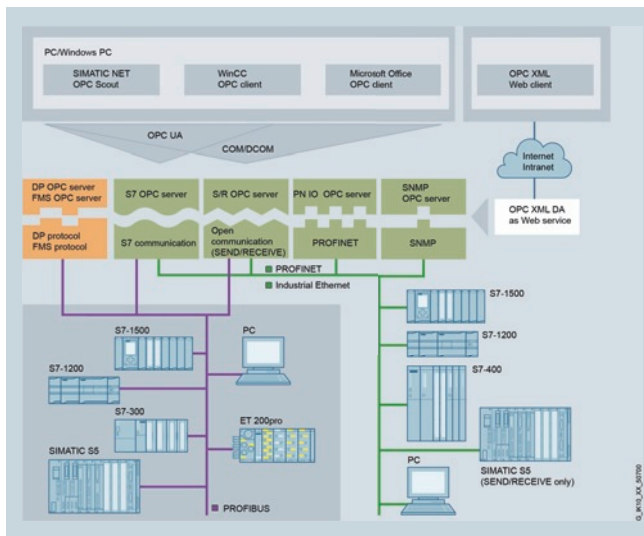 PC/Windows PC
SIMATIC NET
OPC Scout
WinCC
OPC client
Microsoft Office
OPC client
OPC XML
Web client
OPC UA
COM/DCOM
Internet
Intranet
DP OPC server
FMS OPC server
S7 OPC server
S/R OPC server
PN IO OPC server
SNMP
OPC server
OPC XML DA
as Web service
DP protocol
FMS protocol
S7 communication
Open
communication
(SEND/RECEIVE)
PROFINET
SNMP
PROFINET
Industrial Ethernet
S7-1500
S7-1200
S7-400
S7-1500
PC
S7-1200
S7-300
ET 200pro
SIMATIC S5
PC
SIMATIC S5
(SEND/RECEIVE only)
PROFIBUS
G_IK10_XX_50700